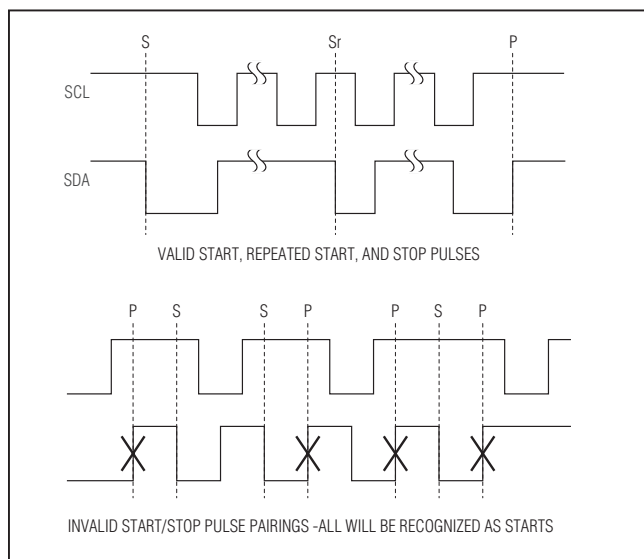 S Sr P
SCL
SDA
VALID START, REPEATED START, AND STOP PULSES
P S S P P S P
INVALID START/STOP PULSE PAIRINGS -ALL WILL BE RECOGNIZED AS STARTS